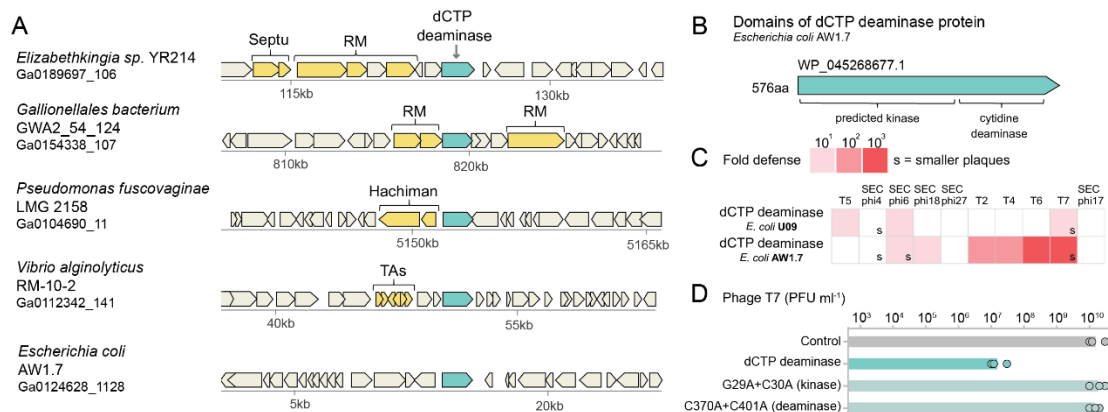 A
dCTP
deaminase
Elizabethkingia sp. YR214
Ga0189697_106
Septu
RM
115kb
130kb
Gallionellales bacterium
GWA2_54_124
Ga0154338_107
RM
RM
810kb
820kb
Pseudomonas fuscovaginae
LMG 2158
Ga0104690_11
Hachiman
5150kb
5165kb
Vibrio alginolyticus
RM-10-2
Ga0112342_141
TAs
40kb
55kb
Escherichia coli
AW1.7
Ga0124628_1128
5kb
20kb
B
Domains of dCTP deaminase protein
Escherichia coli AW1.7
WP_045268677.1
576aa
predicted kinase
cytidine
deaminase
C
Fold defense
10¹ 10² 10³
s = smaller plaques
T5 SEC phi4 SEC phi6 SEC phi18 SEC phi27 T2 T4 T6 T7 SEC phi17
dCTP deaminase
E. coli U09
s s
dCTP deaminase
E. coli AW1.7
s s s
D
Phage T7 (PFU ml⁻¹)
10³ 10⁴ 10⁵ 10⁶ 10⁷ 10⁸ 10⁹ 10¹⁰
Control
dCTP deaminase
G29A+C30A (kinase)
C370A+C401A (deaminase)